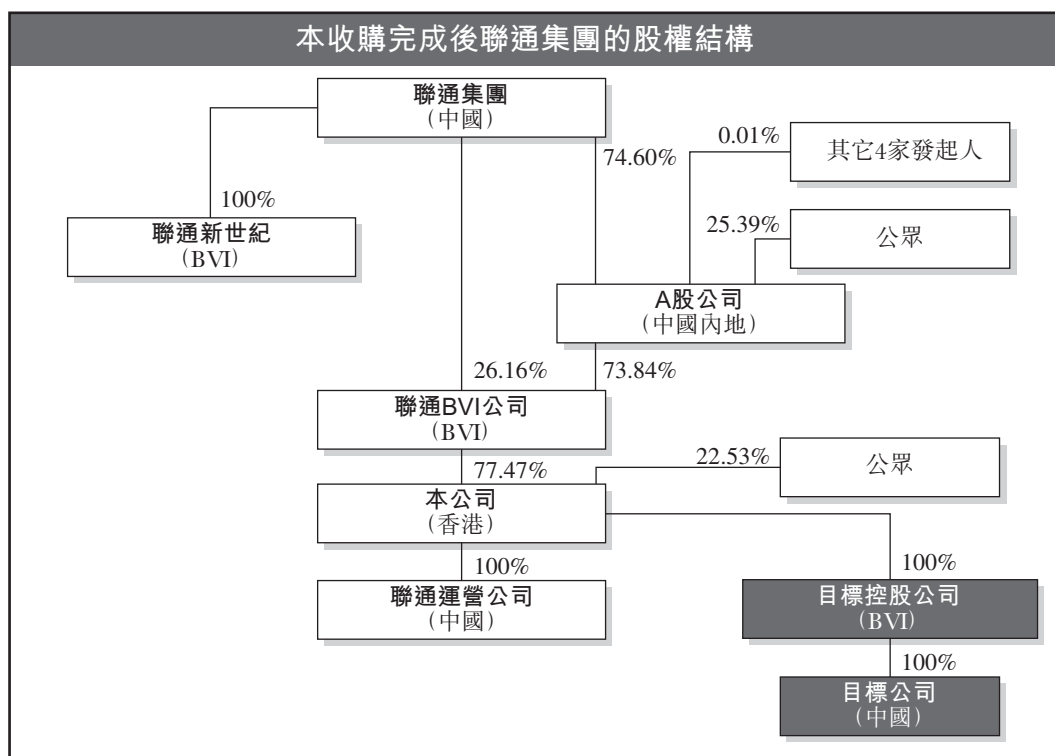 本收購完成後聯通集團的股權結構
聯通集團
（中國）
0.01%
其它4家發起人
74.60%
100%
聯通新世紀
（BVI）
25.39%
公眾
A股公司
（中國內地）
26.16%
73.84%
聯通BVI公司
（BVI）
77.47%
22.53%
公眾
本公司
（香港）
100%
聯通運營公司
（中國）
100%
目標控股公司
（BVI）
100%
目標公司
（中國）